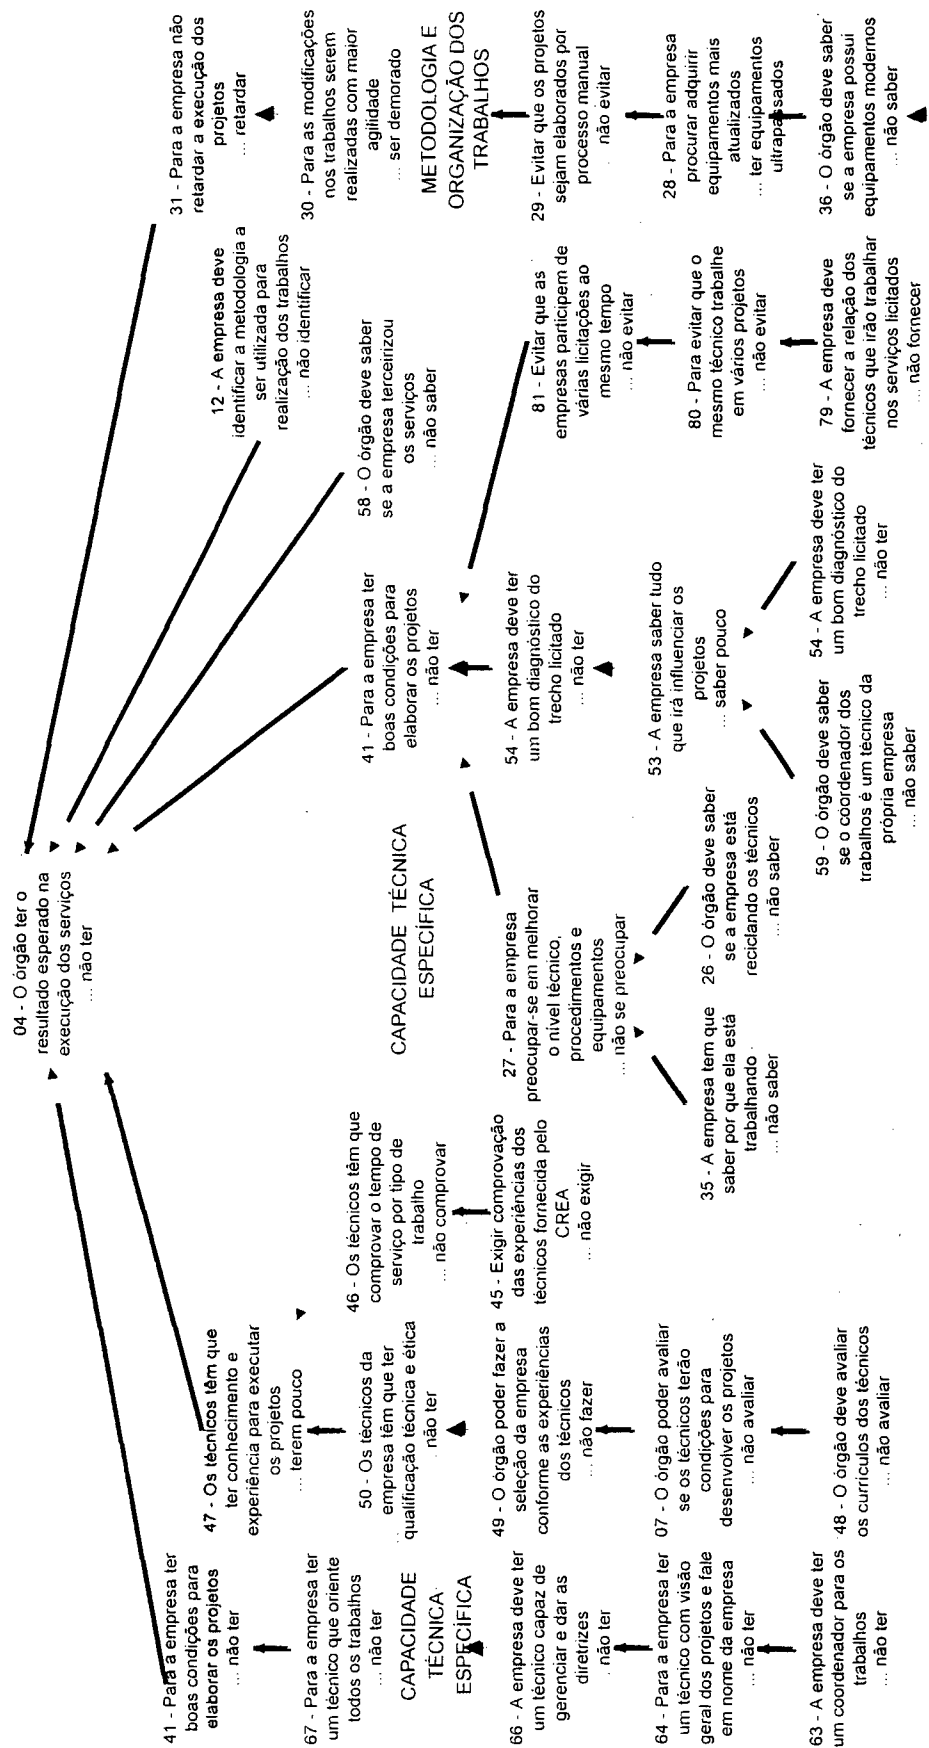 04 - O órgão ter o
resultado esperado na
execução dos serviços
... não ter
41 - Para a empresa ter
boas condições para
elaborar os projetos
... não ter
67 - Para a empresa ter
um técnico que oriente
todos os trabalhos
... não ter
CAPACIDADE
TÉCNICA
ESPECÍFICA
66 - A empresa deve ter
um técnico capaz de
gerenciar e dar as
diretrizes
... não ter
64 - Para a empresa ter
um técnico com visão
geral dos projetos e fale
em nome da empresa
... não ter
63 - A empresa deve ter
um coordenador para os
trabalhos
... não ter
47 - Os técnicos têm que
ter conhecimento e
experiência para executar
os projetos
... terem pouco
50 - Os técnicos da
empresa têm que ter
qualificação técnica e ética
... não ter
49 - O órgão poder fazer a
seleção da empresa
conforme as experiências
dos técnicos
... não fazer
07 - O órgão poder avaliar
se os técnicos terão
condições para
desenvolver os projetos
... não avaliar
48 - O órgão deve avaliar
os currículos dos técnicos
... não avaliar
46 - Os técnicos têm que
comprovar o tempo de
serviço por tipo de
trabalho
... não comprovar
45 - Exigir comprovação
das experiências dos
técnicos fornecida pelo
CREA
... não exigir
CAPACIDADE TÉCNICA
ESPECÍFICA
27 - Para a empresa
preocupar-se em melhorar
o nível técnico,
procedimentos e
equipamentos
... não se preocupar
35 - A empresa tem que
saber por que ela está
trabalhando
... não saber
26 - O órgão deve saber
se a empresa está
reciclando os técnicos
... não saber
41 - Para a empresa ter
boas condições para
elaborar os projetos
... não ter
54 - A empresa deve ter
um bom diagnóstico do
trecho licitado
... não ter
53 - A empresa saber tudo
que irá influenciar os
projetos
... saber pouco
59 - O órgão deve saber
se o coordenador dos
trabalhos é um técnico da
própria empresa
... não saber
54 - A empresa deve ter
um bom diagnóstico do
trecho licitado
... não ter
58 - O órgão deve saber
se a empresa terceirizou
os serviços
... não saber
12 - A empresa deve
identificar a metodologia a
ser utilizada para
realização dos trabalhos
... não identificar
81 - Evitar que as
empresas participem de
várias licitações ao
mesmo tempo
... não evitar
80 - Para evitar que o
mesmo técnico trabalhe
em vários projetos
... não evitar
79 - A empresa deve
fornecer a relação dos
técnicos que irão trabalhar
nos serviços licitados
... não fornecer
31 - Para a empresa não
retardar a execução dos
projetos
... retardar
30 - Para as modificações
nos trabalhos serem
realizadas com maior
agilidade
... ser demorado
METODOLOGIA E
ORGANIZAÇÃO DOS
TRABALHOS
29 - Evitar que os projetos
sejam elaborados por
processo manual
... não evitar
28 - Para a empresa
procurar adquirir
equipamentos mais
atualizados
... ter equipamentos
ultrapassados
36 - O órgão deve saber
se a empresa possui
equipamentos modernos
... não saber